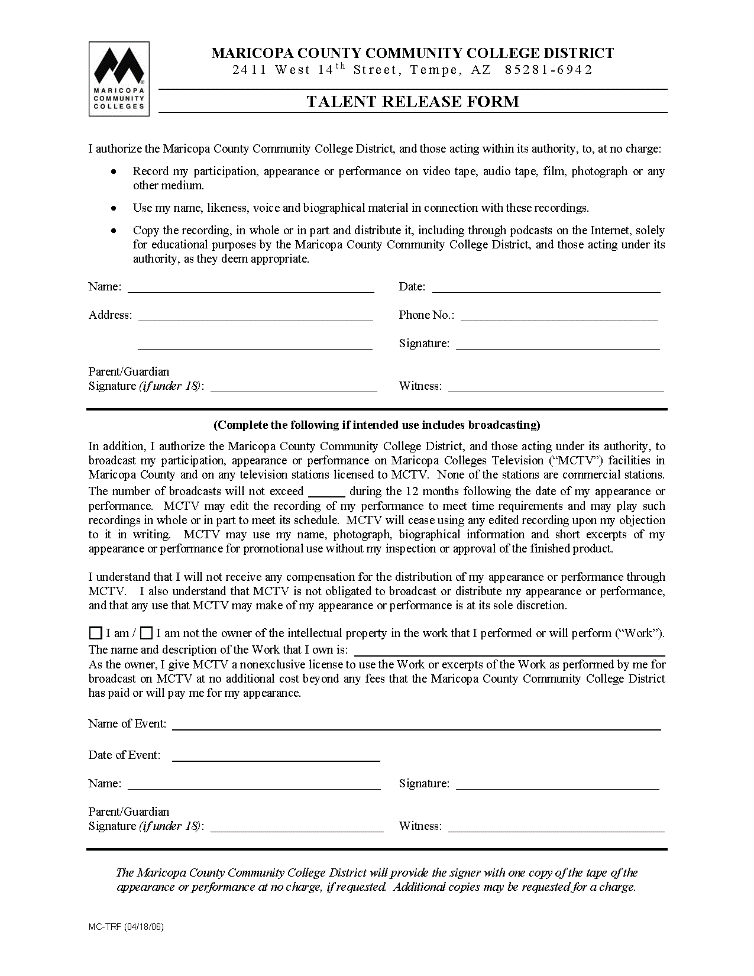 MARICOPA COUNTY COMMUNITY COLLEGE DISTRICT
2411 West 14th Street, Tempe, AZ 85281-6942
MARICOPA
COMMUNITY
COLLEGES
TALENT RELEASE FORM
I authorize the Maricopa County Community College District, and those acting within its authority, to, at no charge:
• Record my participation, appearance or performance on video tape, audio tape, film, photograph or any
other medium.
• Use my name, likeness, voice and biographical material in connection with these recordings.
• Copy the recording, in whole or in part and distribute it, including through podcasts on the Internet, solely
for educational purposes by the Maricopa County Community College District, and those acting under its
authority, as they deem appropriate.
Name: ____ Date: ____
Address: ____ Phone No.: ____
____ Signature: ____
Parent/Guardian
Signature (if under 18): ____ Witness: ____
(Complete the following if intended use includes broadcasting)
In addition, I authorize the Maricopa County Community College District, and those acting under its authority, to
broadcast my participation, appearance or performance on Maricopa Colleges Television (“MCTV”) facilities in
Maricopa County and on any television stations licensed to MCTV. None of the stations are commercial stations.
The number of broadcasts will not exceed ______ during the 12 months following the date of my appearance or
performance. MCTV may edit the recording of my performance to meet time requirements and may play such
recordings in whole or in part to meet its schedule. MCTV will cease using any edited recording upon my objection
to it in writing. MCTV may use my name, photograph, biographical information and short excerpts of my
appearance or performance for promotional use without my inspection or approval of the finished product.
I understand that I will not receive any compensation for the distribution of my appearance or performance through
MCTV. I also understand that MCTV is not obligated to broadcast or distribute my appearance or performance,
and that any use that MCTV may make of my appearance or performance is at its sole discretion.
☐ I am / ☐ I am not the owner of the intellectual property in the work that I performed or will perform (“Work”).
The name and description of the Work that I own is: ____
As the owner, I give MCTV a nonexclusive license to use the Work or excerpts of the Work as performed by me for
broadcast on MCTV at no additional cost beyond any fees that the Maricopa County Community College District
has paid or will pay me for my appearance.
Name of Event: ____
Date of Event: ____
Name: ____ Signature: ____
Parent/Guardian
Signature (if under 18): ____ Witness: ____
The Maricopa County Community College District will provide the signer with one copy of the tape of the
appearance or performance at no charge, if requested. Additional copies may be requested for a charge.
MC-TRF (04/18/06)